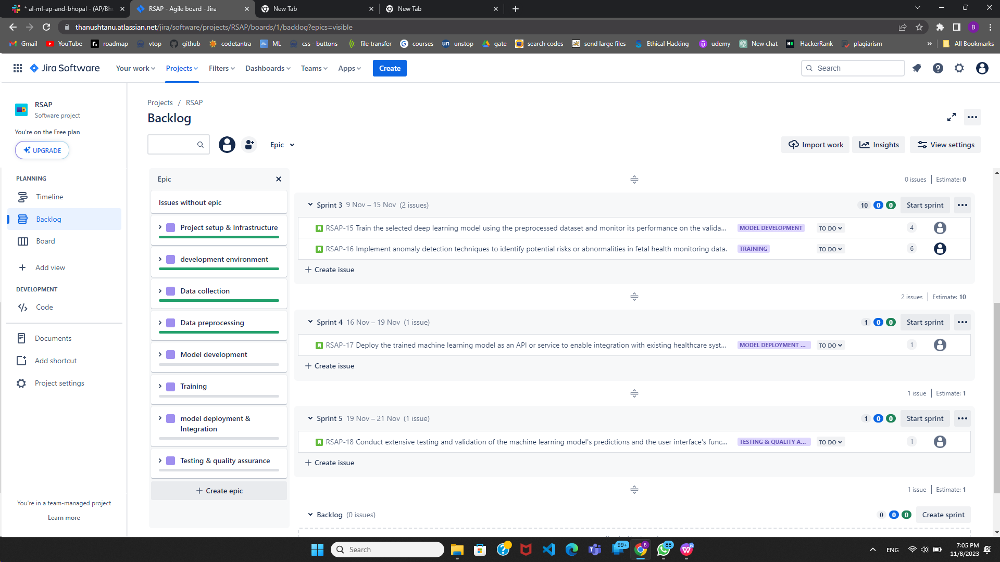 * al-ml-ap-and-bhopal - (AP/Bho
RSAP - Agile board - Jira
New Tab
New Tab
thanushtanu.atlassian.net/jira/software/projects/RSAP/boards/1/backlog?epics=visible
B
Gmail
YouTube
roadmap
vtop
github
codetantra
ML
css - buttons
file transfer
courses
unstop
gate
search codes
send large files
Ethical Hacking
udemy
New chat
HackerRank
plagiarism
»
All Bookmarks
Jira Software
Your work
Projects
Filters
Dashboards
Teams
Apps
Create
Search
RSAP
Software project
You're on the Free plan
UPGRADE
PLANNING
Timeline
Backlog
Board
Add view
DEVELOPMENT
Code
Documents
Add shortcut
Project settings
You're in a team-managed project
Learn more
Projects / RSAP
Backlog
Epic
Import work
Insights
View settings
Epic
Issues without epic
Project setup & Infrastructure
development environment
Data collection
Data preprocessing
Model development
Training
model deployment &
Integration
Testing & quality assurance
+ Create epic
0 issues | Estimate: 0
Sprint 3 9 Nov – 15 Nov (2 issues) 10 0 0 Start sprint
RSAP-15 Train the selected deep learning model using the preprocessed dataset and monitor its performance on the valida... MODEL DEVELOPMENT TO DO 4
RSAP-16 Implement anomaly detection techniques to identify potential risks or abnormalities in fetal health monitoring data. TRAINING TO DO 6
+ Create issue
2 issues | Estimate: 10
Sprint 4 16 Nov – 19 Nov (1 issue) 1 0 0 Start sprint
RSAP-17 Deploy the trained machine learning model as an API or service to enable integration with existing healthcare syst... MODEL DEPLOYMENT ... TO DO 1
+ Create issue
1 issue | Estimate: 1
Sprint 5 19 Nov – 21 Nov (1 issue) 1 0 0 Start sprint
RSAP-18 Conduct extensive testing and validation of the machine learning model's predictions and the user interface's func... TESTING & QUALITY A... TO DO 1
+ Create issue
1 issue | Estimate: 1
Backlog (0 issues) 0 0 0 Create sprint
Search
99+
B
88
ENG
7:05 PM
11/8/2023